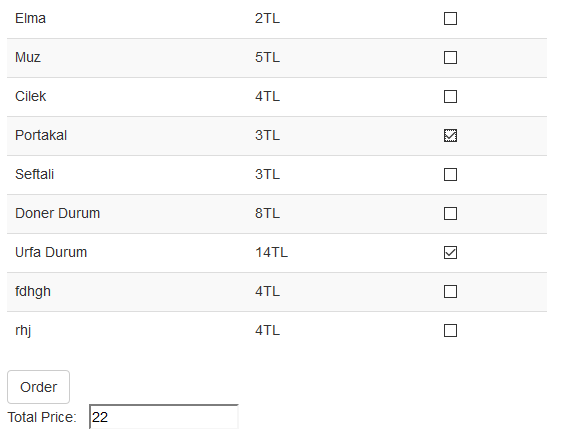 Elma 2TL
Muz 5TL
Cilek 4TL
Portakal 3TL
Seftali 3TL
Doner Durum 8TL
Urfa Durum 14TL
fdhgh 4TL
rhj 4TL
Order
Total Price: 22